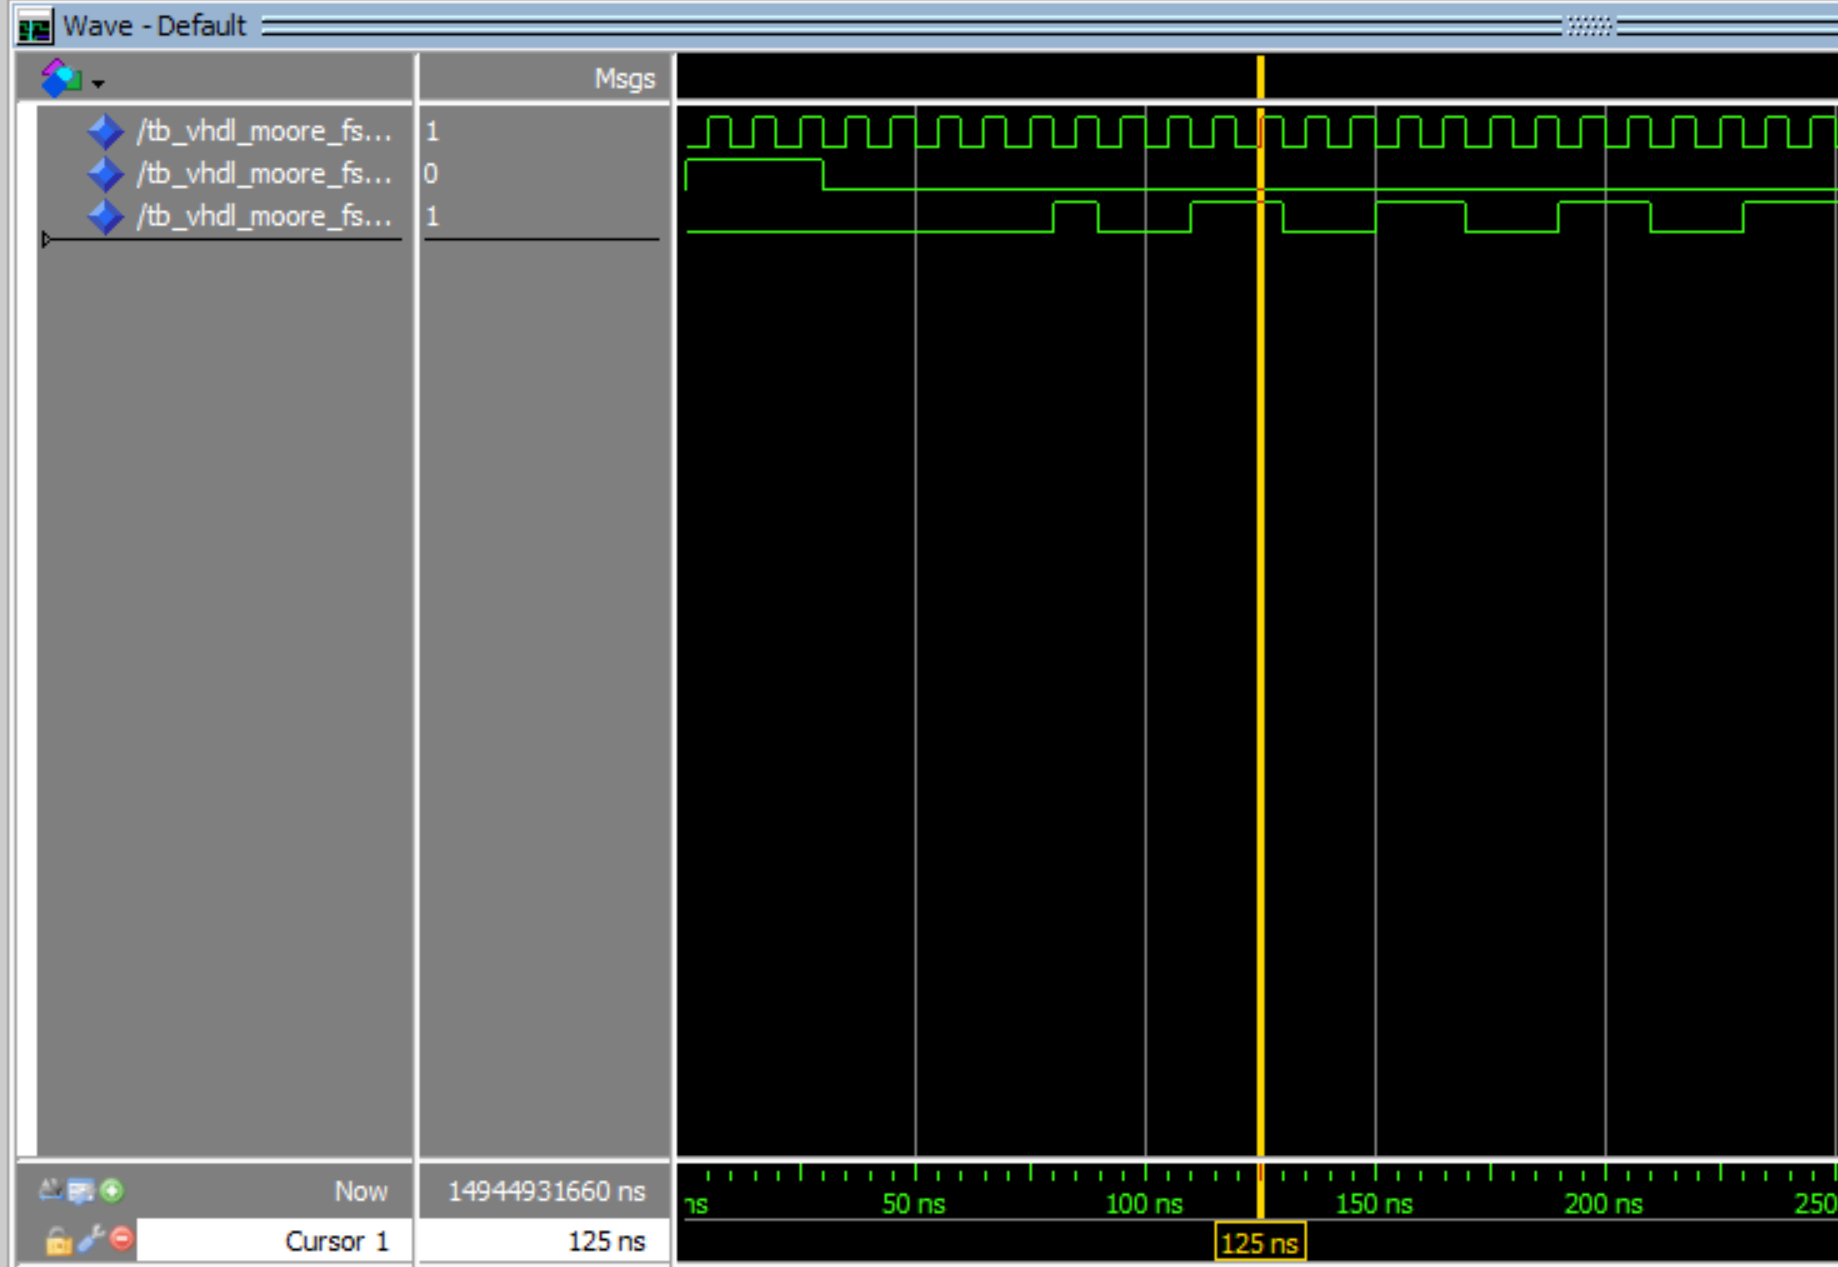 Wave - Default
Msgs
/tb_vhdl_moore_fs... 1
/tb_vhdl_moore_fs... 0
/tb_vhdl_moore_fs... 1
Now 14944931660 ns
ns 50 ns 100 ns 150 ns 200 ns 250
Cursor 1 125 ns
125 ns